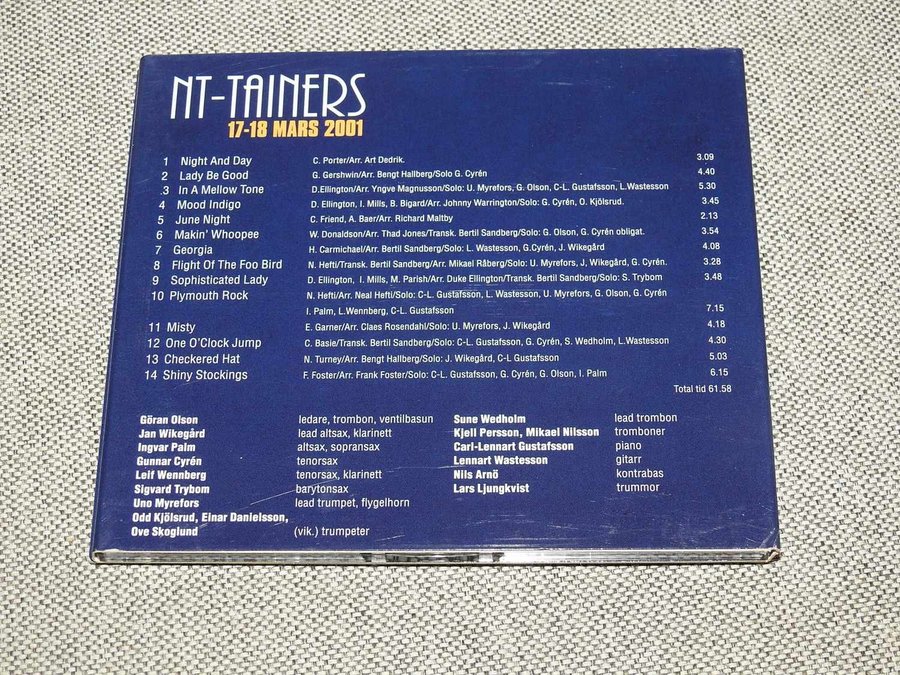 NT-TAINERS
17-18 MARS 2001
1 Night And Day C. Porter/Arr. Art Dedrik. 3.09
2 Lady Be Good G. Gershwin/Arr. Bengt Hallberg/Solo G. Cyrén 4.40
.3 In A Mellow Tone D.Ellington/Arr. Yngve Magnusson/Solo: U. Myrefors, G. Olson, C-L. Gustafsson, L.Wastesson 5.30
4 Mood Indigo D. Ellington, I. Mills, B. Bigard/Arr. Johnny Warrington/Solo: G. Cyrén, O. Kjölsrud. 3.45
5 June Night C. Friend, A. Baer/Arr. Richard Maltby 2.13
6 Makin' Whoopee W. Donaldson/Arr. Thad Jones/Transk. Bertil Sandberg/Solo: G. Olson, G. Cyrén obligat. 3.54
7 Georgia H. Carmichael/Arr. Bertil Sandberg/Solo: L. Wastesson, G.Cyrén, J. Wikegård 4.08
8 Flight Of The Foo Bird N. Hefti/Transk. Bertil Sandberg/Arr. Mikael Råberg/Solo: U. Myrefors, J. Wikegård, G. Cyrén. 3.28
9 Sophisticated Lady D. Ellington, I. Mills, M. Parish/Arr. Duke Ellington/Transk. Bertil Sandberg/Solo: S. Trybom 3.48
10 Plymouth Rock N. Hefti/Arr. Neal Hefti/Solo: C-L. Gustafsson, L. Wastesson, U. Myrefors, G. Olson, G. Cyrén
I. Palm, L.Wennberg, C-L. Gustafsson 7.15
11 Misty E. Garner/Arr. Claes Rosendahl/Solo: U. Myrefors, J. Wikegård 4.18
12 One O'Clock Jump C. Basie/Transk. Bertil Sandberg/Solo: C-L. Gustafsson, G. Cyrén, S. Wedholm, L.Wastesson 4.30
13 Checkered Hat N. Turney/Arr. Bengt Hallberg/Solo: J. Wikegård, C-L Gustafsson 5.03
14 Shiny Stockings F. Foster/Arr. Frank Foster/Solo: C-L. Gustafsson, G. Cyrén, G. Olson, I. Palm 6.15
Total tid 61.58
Göran Olson ledare, trombon, ventilbasun
Jan Wikegård lead altsax, klarinett
Ingvar Palm altsax, sopransax
Gunnar Cyrén tenorsax
Leif Wennberg tenorsax, klarinett
Sigvard Trybom barytonsax
Uno Myrefors lead trumpet, flygelhorn
Odd Kjölsrud, Einar Danielsson,
Ove Skoglund (vik.) trumpeter
Sune Wedholm lead trombon
Kjell Persson, Mikael Nilsson tromboner
Carl-Lennart Gustafsson piano
Lennart Wastesson gitarr
Nils Arnö kontrabas
Lars Ljungkvist trummor